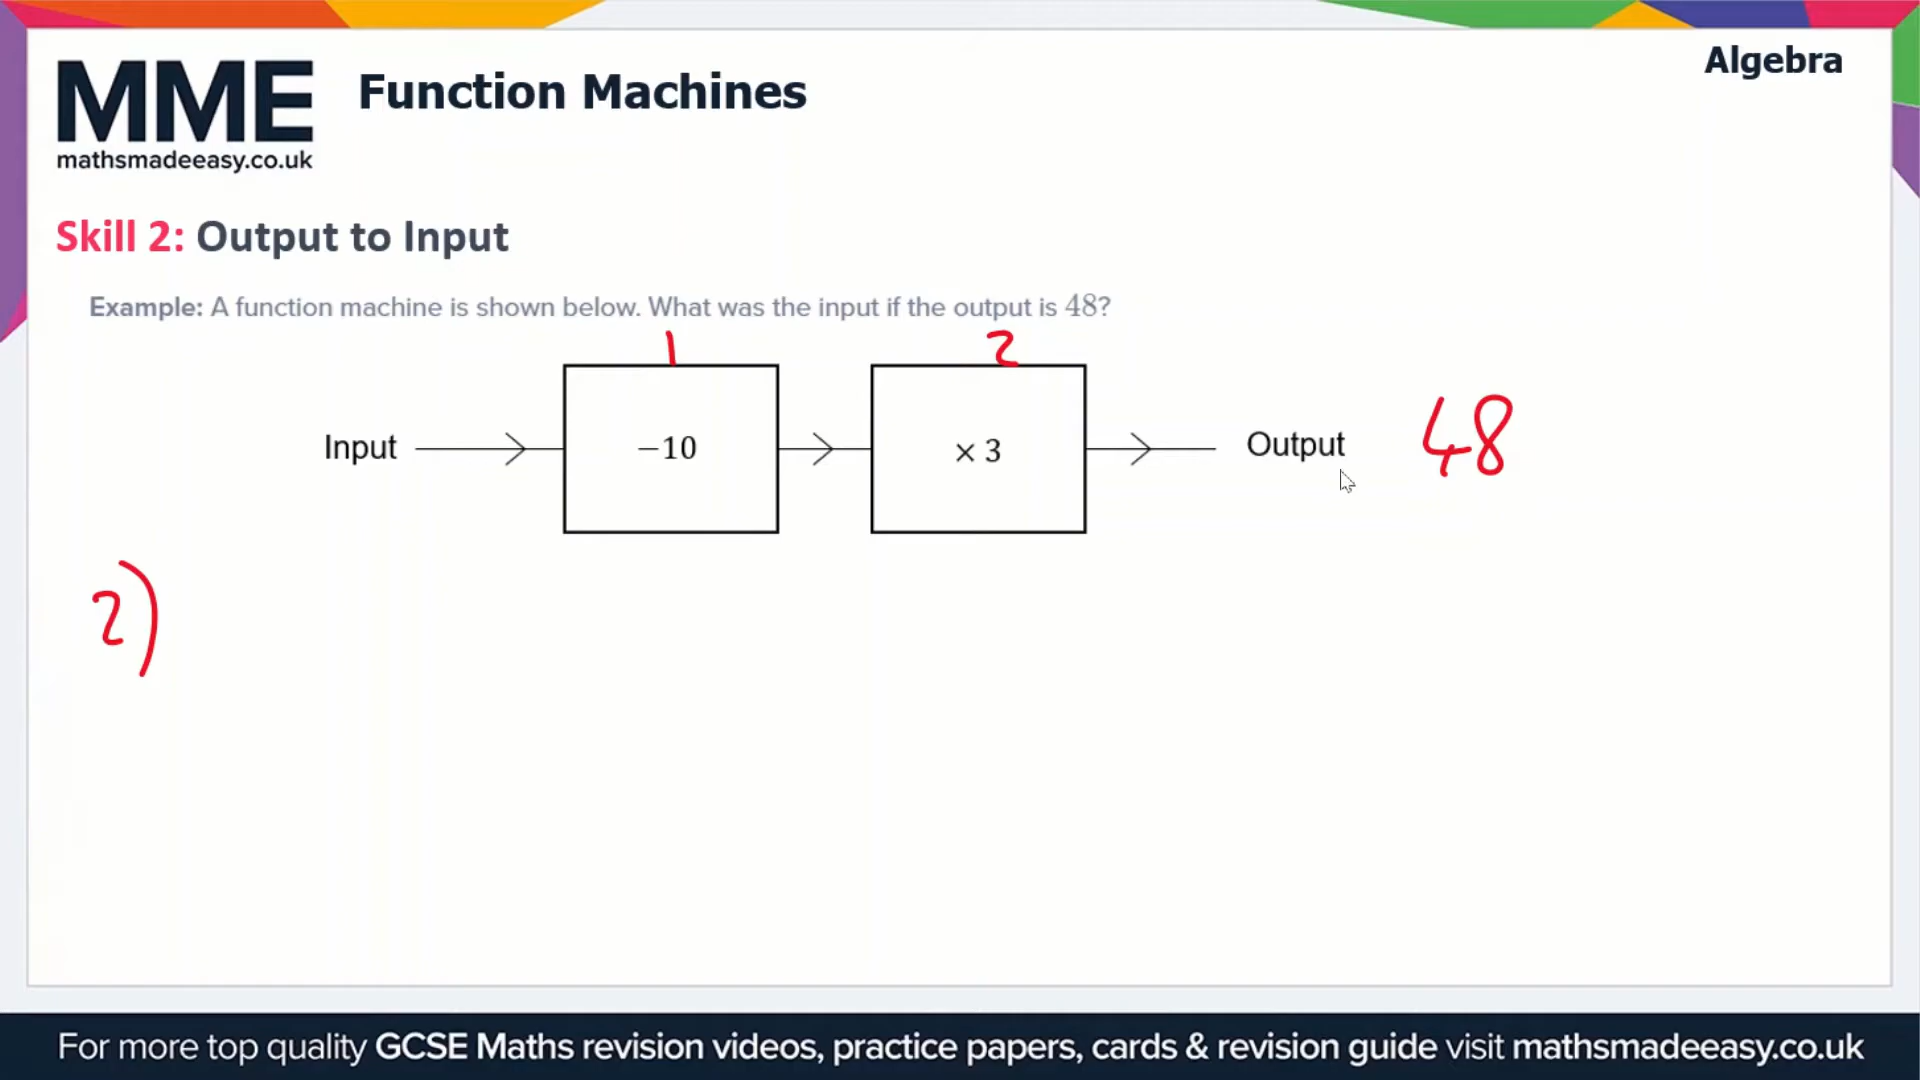 MME
mathsmadeeasy.co.uk
Function Machines
Algebra
Skill 2: Output to Input
Example: A function machine is shown below. What was the input if the output is 48?
1
2
Input
−10
× 3
Output
48
2)
For more top quality GCSE Maths revision videos, practice papers, cards & revision guide visit mathsmadeeasy.co.uk